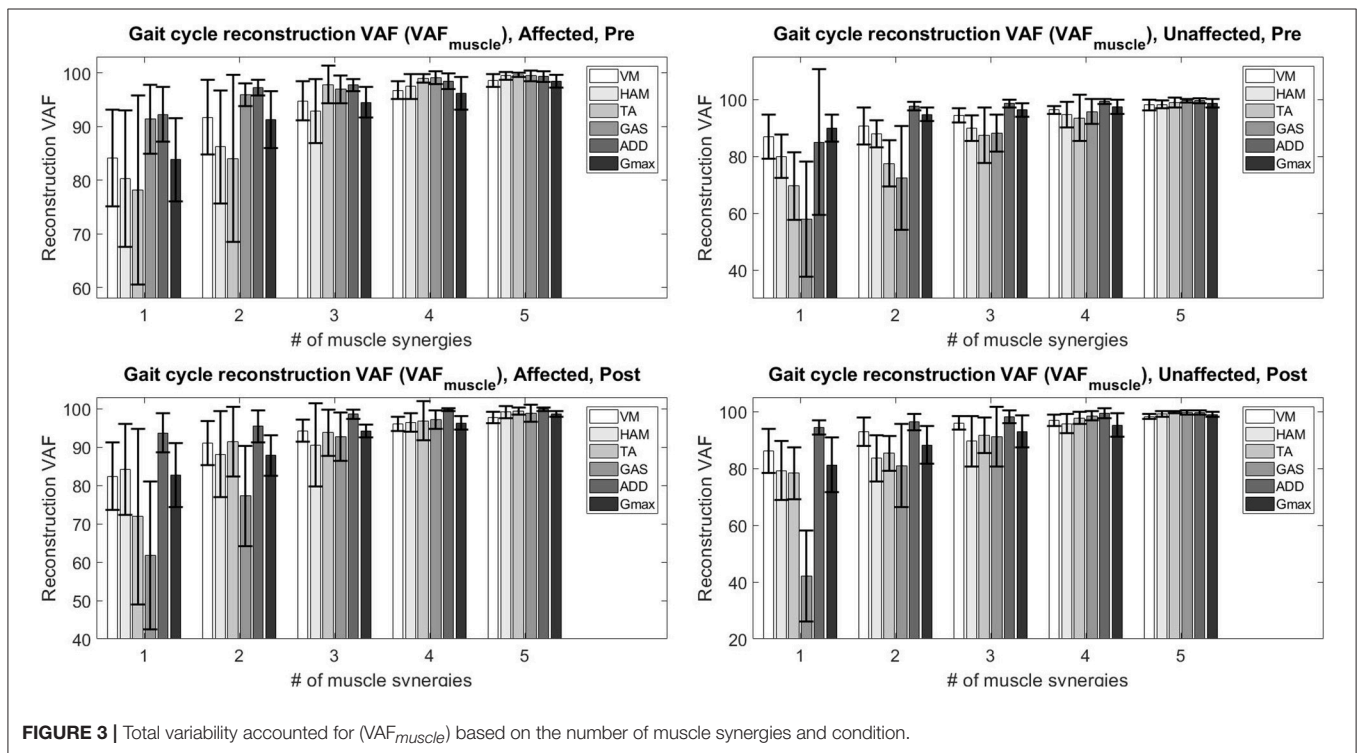 Gait cycle reconstruction VAF (VAF_muscle), Affected, Pre
Reconstruction VAF
100
90
80
70
60
1 2 3 4 5
# of muscle synergies
VM
HAM
TA
GAS
ADD
Gmax
Gait cycle reconstruction VAF (VAF_muscle), Unaffected, Pre
Reconstruction VAF
100
80
60
40
1 2 3 4 5
# of muscle synergies
VM
HAM
TA
GAS
ADD
Gmax
Gait cycle reconstruction VAF (VAF_muscle), Affected, Post
Reconstruction VAF
100
90
80
70
60
50
40
1 2 3 4 5
# of muscle synergies
VM
HAM
TA
GAS
ADD
Gmax
Gait cycle reconstruction VAF (VAF_muscle), Unaffected, Post
Reconstruction VAF
100
80
60
40
20
1 2 3 4 5
# of muscle synergies
VM
HAM
TA
GAS
ADD
Gmax
FIGURE 3 | Total variability accounted for (VAF_muscle) based on the number of muscle synergies and condition.